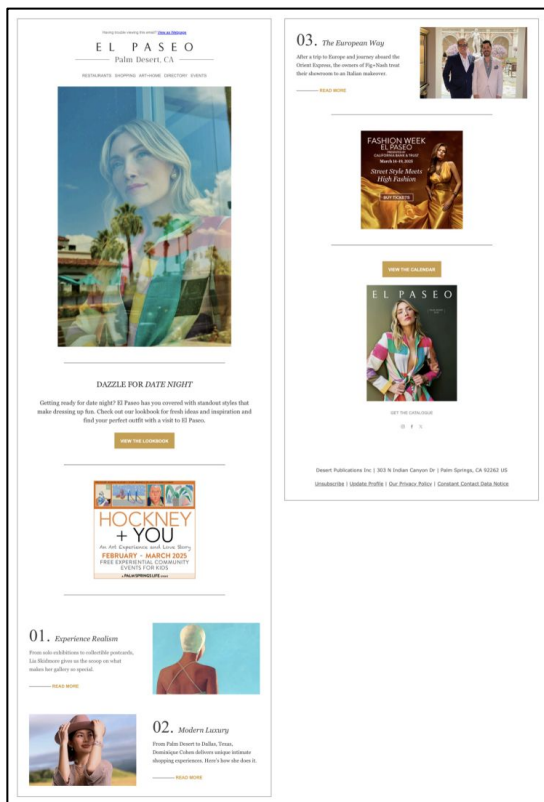 Having trouble viewing this email? View as Webpage
EL PASEO
Palm Desert, CA
RESTAURANTS SHOPPING ART+HOME DIRECTORY EVENTS
DAZZLE FOR DATE NIGHT
Getting ready for date night? El Paseo has you covered with standout styles that
make dressing up fun. Check out our lookbook for fresh ideas and inspiration and
find your perfect outfit with a visit to El Paseo.
VIEW THE LOOKBOOK
HOCKNEY
+ YOU
An Art Experience and Love Story
FEBRUARY - MARCH 2025
FREE EXPERIENTIAL COMMUNITY
EVENTS FOR KIDS
A PALM SPRINGS LIFE
01. Experience Realism
From solo exhibitions to collectible postcards,
Lia Skidmore gives us the scoop on what
makes her gallery so special.
READ MORE
02. Modern Luxury
From Palm Desert to Dallas, Texas,
Dominique Cohen delivers unique intimate
shopping experiences. Here's how she does it.
READ MORE
03. The European Way
After a trip to Europe and journey aboard the
Orient Express, the owners of Fig+Nash treat
their showroom to an Italian makeover.
READ MORE
FASHION WEEK
EL PASEO
CALIFORNIA BANK & TRUST
Street Style Meets
High Fashion
BUY TICKETS
VIEW THE CALENDAR
EL PASEO
GET THE CATALOGUE
Desert Publications Inc | 303 N Indian Canyon Dr | Palm Springs, CA 92262 US
Unsubscribe | Update Profile | Our Privacy Policy | Constant Contact Data Notice